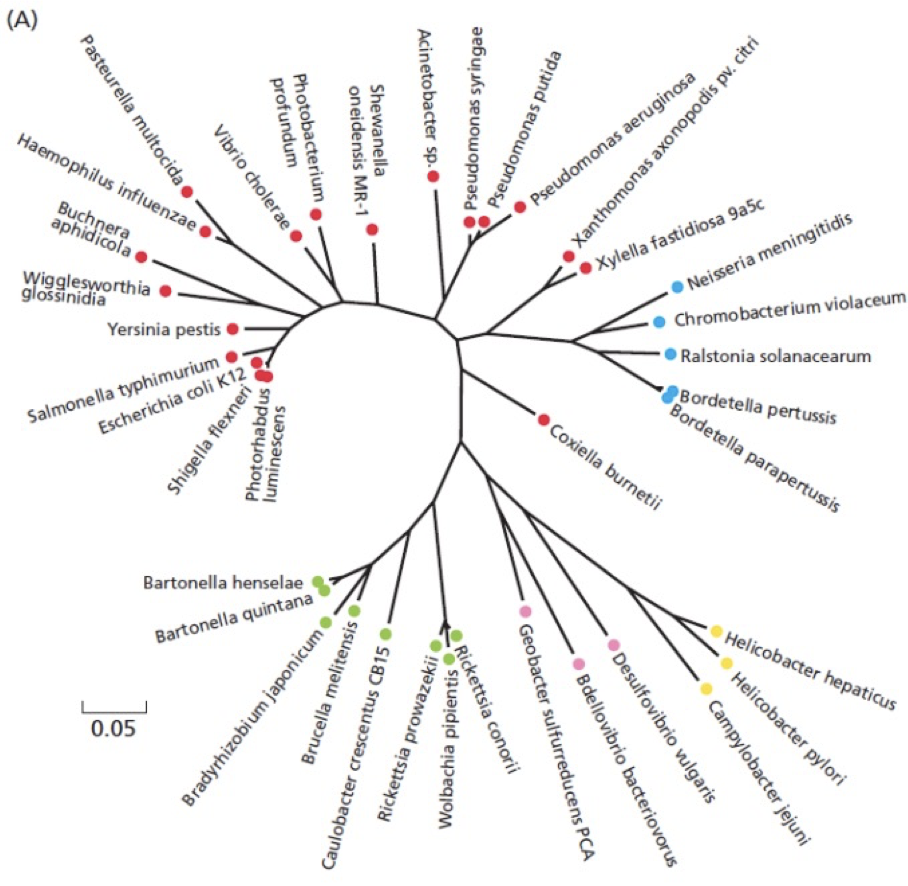 (A)
Pasteurella multocida
Haemophilus influenzae
Buchnera
aphidicola
Wigglesworthia
glossinidia
Yersinia pestis
Salmonella typhimurium
Escherichia coli K12
Shigella flexneri
Photorhabdus
luminescens
Vibrio cholerae
Photobacterium
profundum
Shewanella
oneidensis MR-1
Acinetobacter sp.
Pseudomonas syringae
Pseudomonas putida
Pseudomonas aeruginosa
Xanthomonas axonopodis pv. citri
Xylella fastidiosa 9a5c
Neisseria meningitidis
Chromobacterium violaceum
Ralstonia solanacearum
Bordetella pertussis
Bordetella parapertussis
Coxiella burnetii
Bartonella henselae
Bartonella quintana
Bradyrhizobium japonicum
Brucella melitensis
Caulobacter crescentus CB15
Rickettsia prowazekii
Wolbachia pipientis
Rickettsia conorii
Geobacter sulfurreducens PCA
Bdellovibrio bacteriovorus
Desulfovibrio vulgaris
Campylobacter jejuni
Helicobacter pylori
Helicobacter hepaticus
0.05